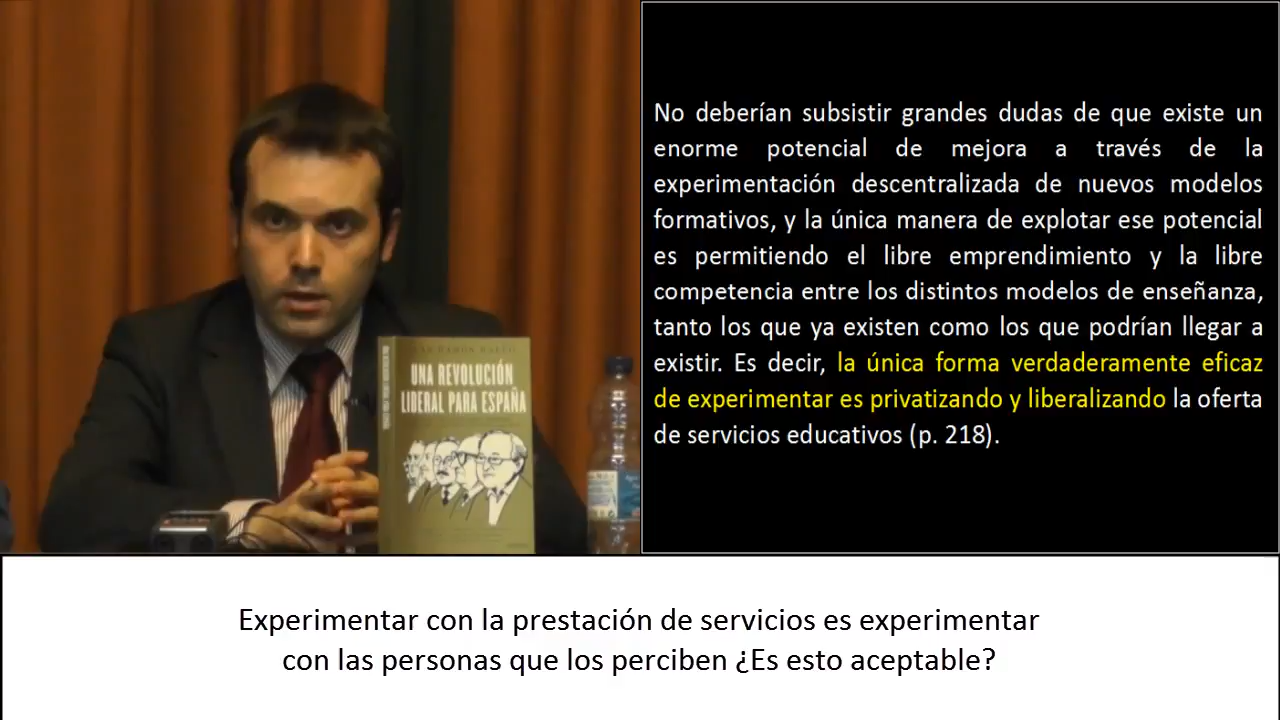 UNA REVOLUCIÓN
LIBERAL PARA ESPAÑA
No deberían subsistir grandes dudas de que existe un
enorme potencial de mejora a través de la
experimentación descentralizada de nuevos modelos
formativos, y la única manera de explotar ese potencial
es permitiendo el libre emprendimiento y la libre
competencia entre los distintos modelos de enseñanza,
tanto los que ya existen como los que podrían llegar a
existir. Es decir, la única forma verdaderamente eficaz
de experimentar es privatizando y liberalizando la oferta
de servicios educativos (p. 218).
Experimentar con la prestación de servicios es experimentar
con las personas que los perciben ¿Es esto aceptable?